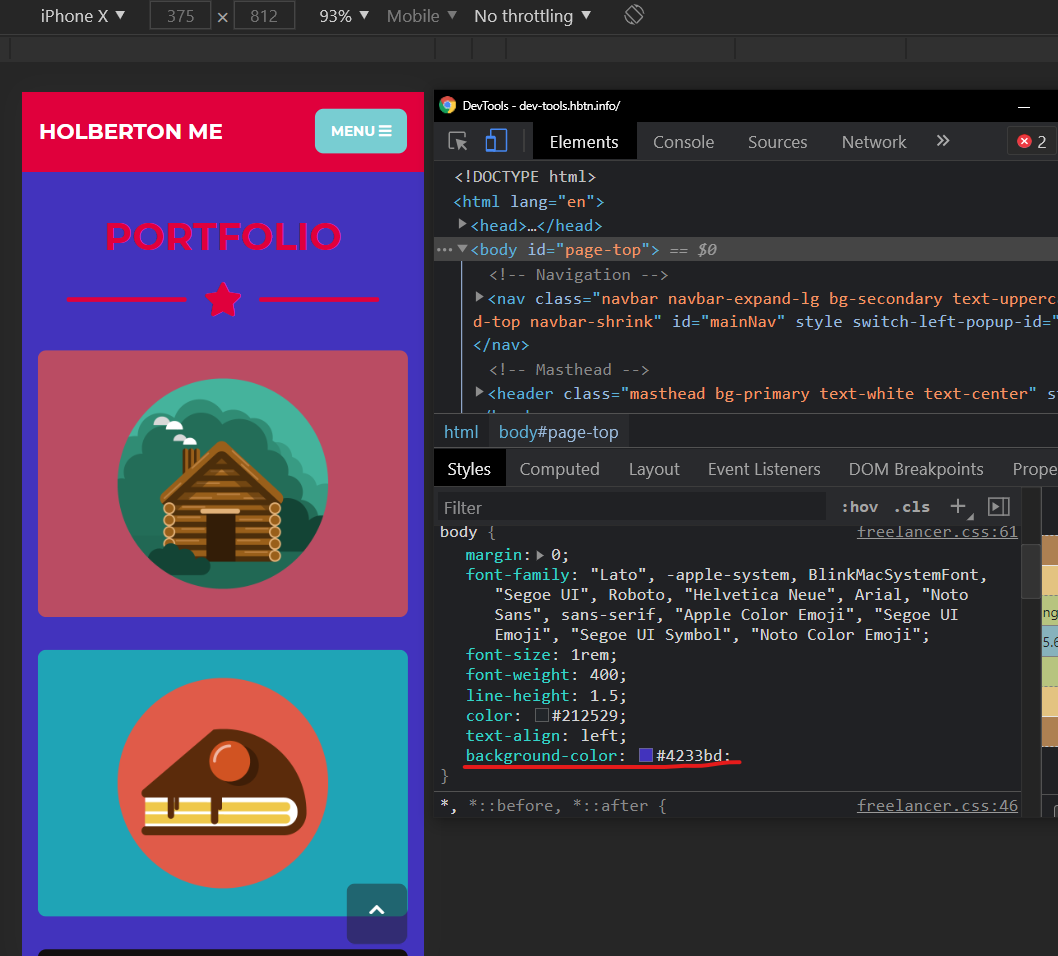 iPhone X ▼ 375 × 812 93% ▼ Mobile ▼ No throttling ▼
HOLBERTON ME
MENU
PORTFOLIO
DevTools - dev-tools.hbtn.info/
Elements Console Sources Network » 2
<!DOCTYPE html>
<html lang="en">
<head>…</head>
<body id="page-top"> == $0
<!-- Navigation -->
<nav class="navbar navbar-expand-lg bg-secondary text-upperc
d-top navbar-shrink" id="mainNav" style switch-left-popup-id="
</nav>
<!-- Masthead -->
<header class="masthead bg-primary text-white text-center" st
html body#page-top
Styles Computed Layout Event Listeners DOM Breakpoints Prope
Filter :hov .cls +
body { freelancer.css:61
margin: 0;
font-family: "Lato", -apple-system, BlinkMacSystemFont,
"Segoe UI", Roboto, "Helvetica Neue", Arial, "Noto
Sans", sans-serif, "Apple Color Emoji", "Segoe UI
Emoji", "Segoe UI Symbol", "Noto Color Emoji";
font-size: 1rem;
font-weight: 400;
line-height: 1.5;
color: #212529;
text-align: left;
background-color: #4233bd;
}
*, *::before, *::after { freelancer.css:46
ng
5.6